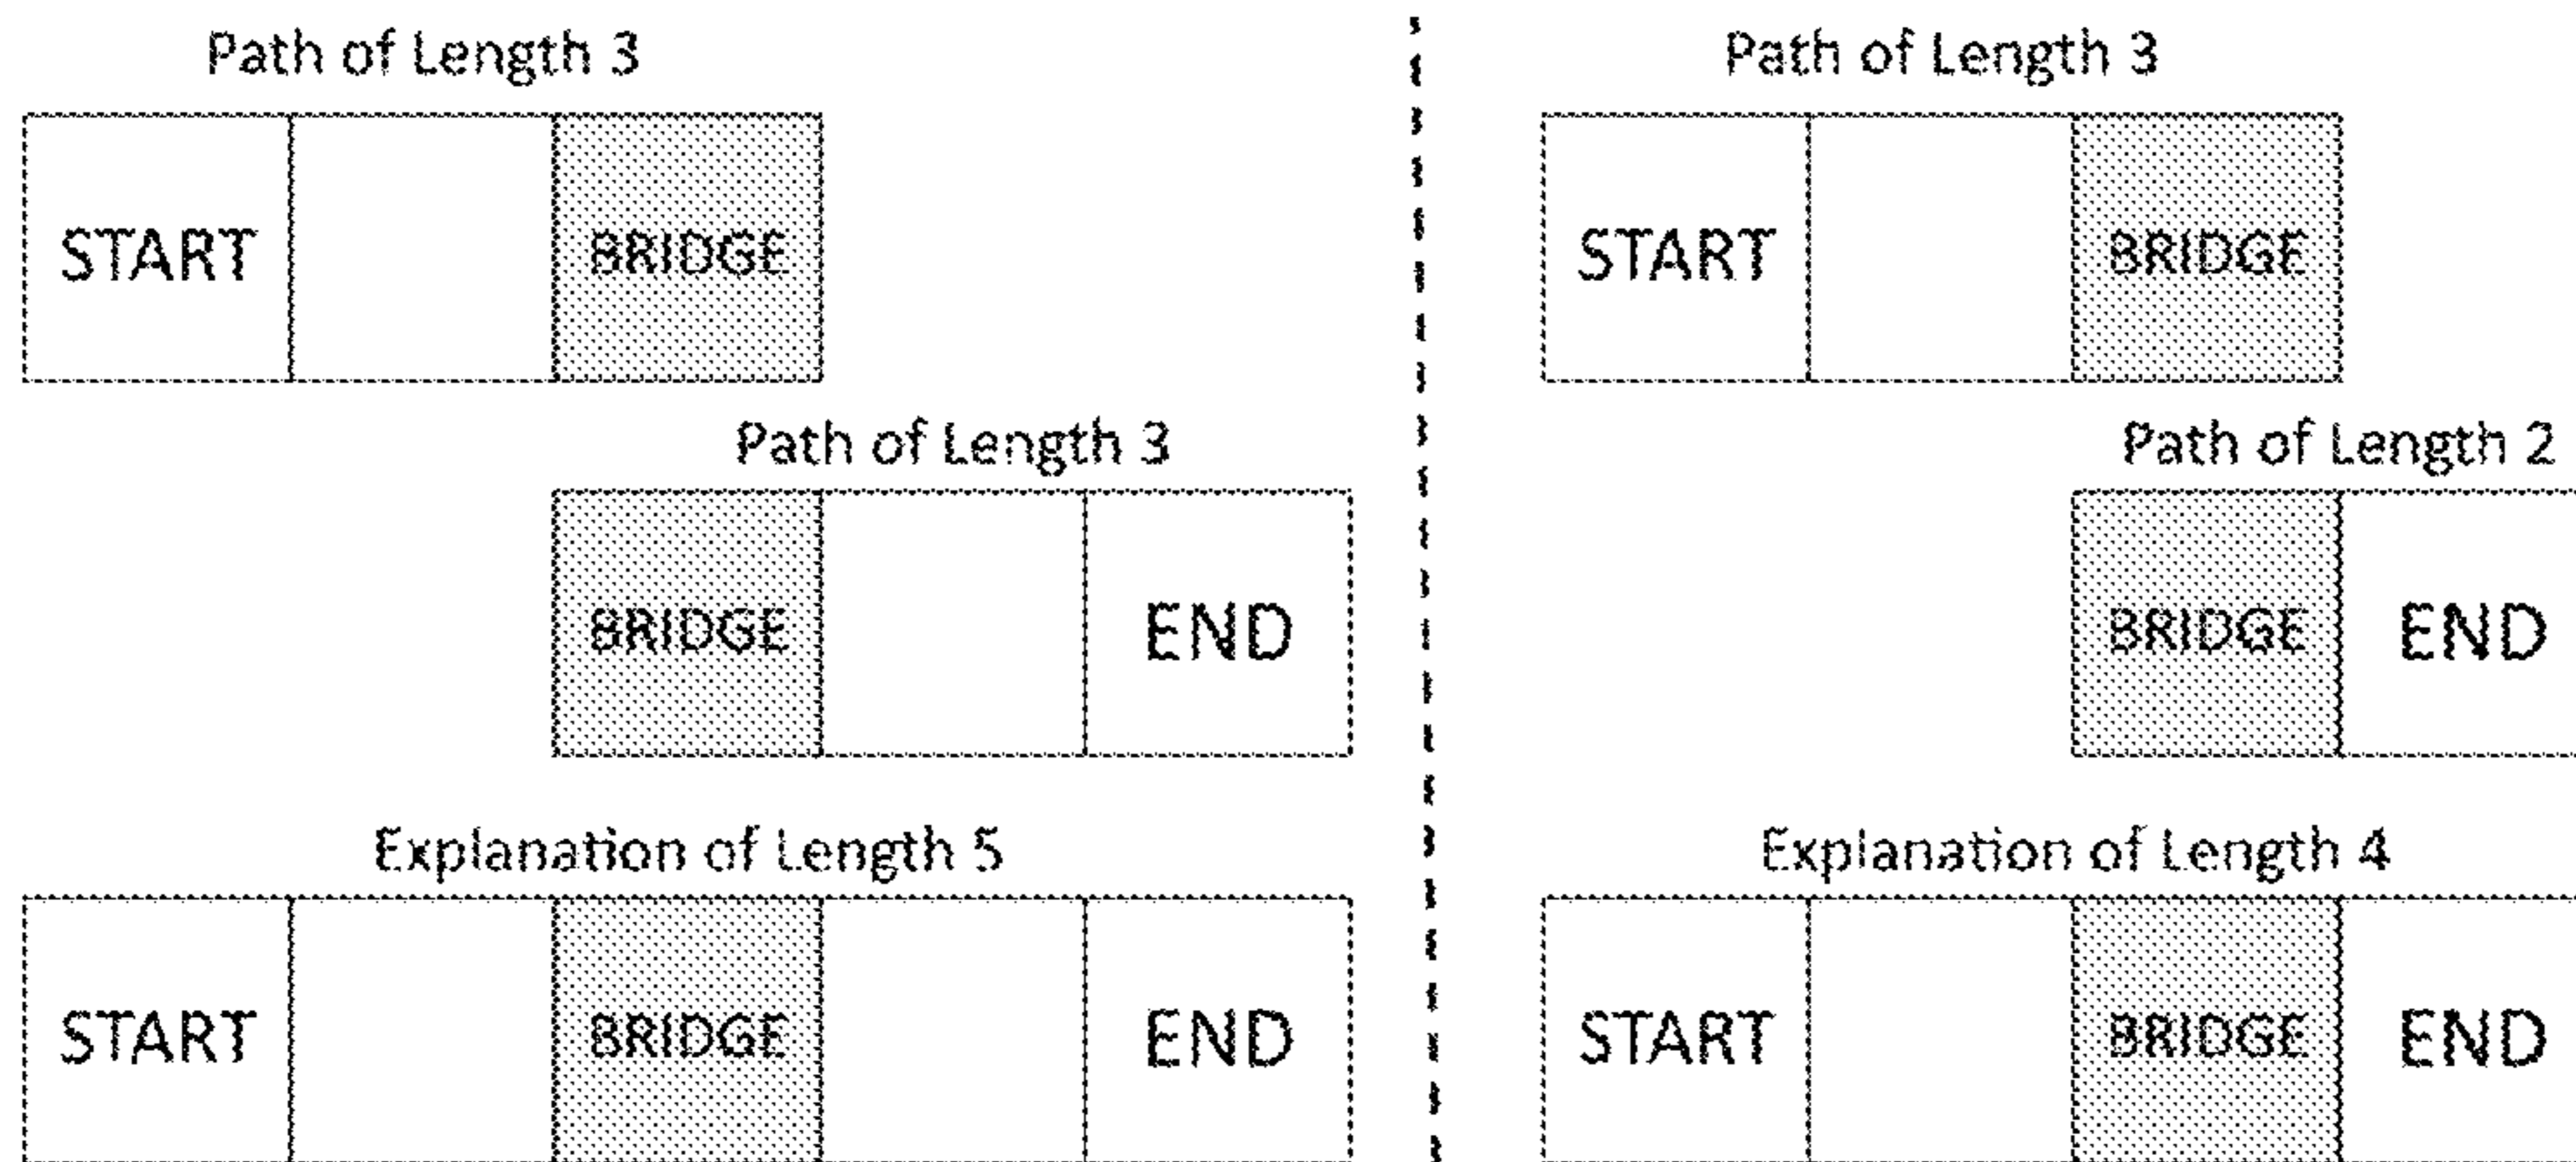 Path of Length 3
START BRIDGE
Path of Length 3
BRIDGE END
Explanation of Length 5
START BRIDGE END
Path of Length 3
START BRIDGE
Path of Length 2
BRIDGE END
Explanation of Length 4
START BRIDGE END